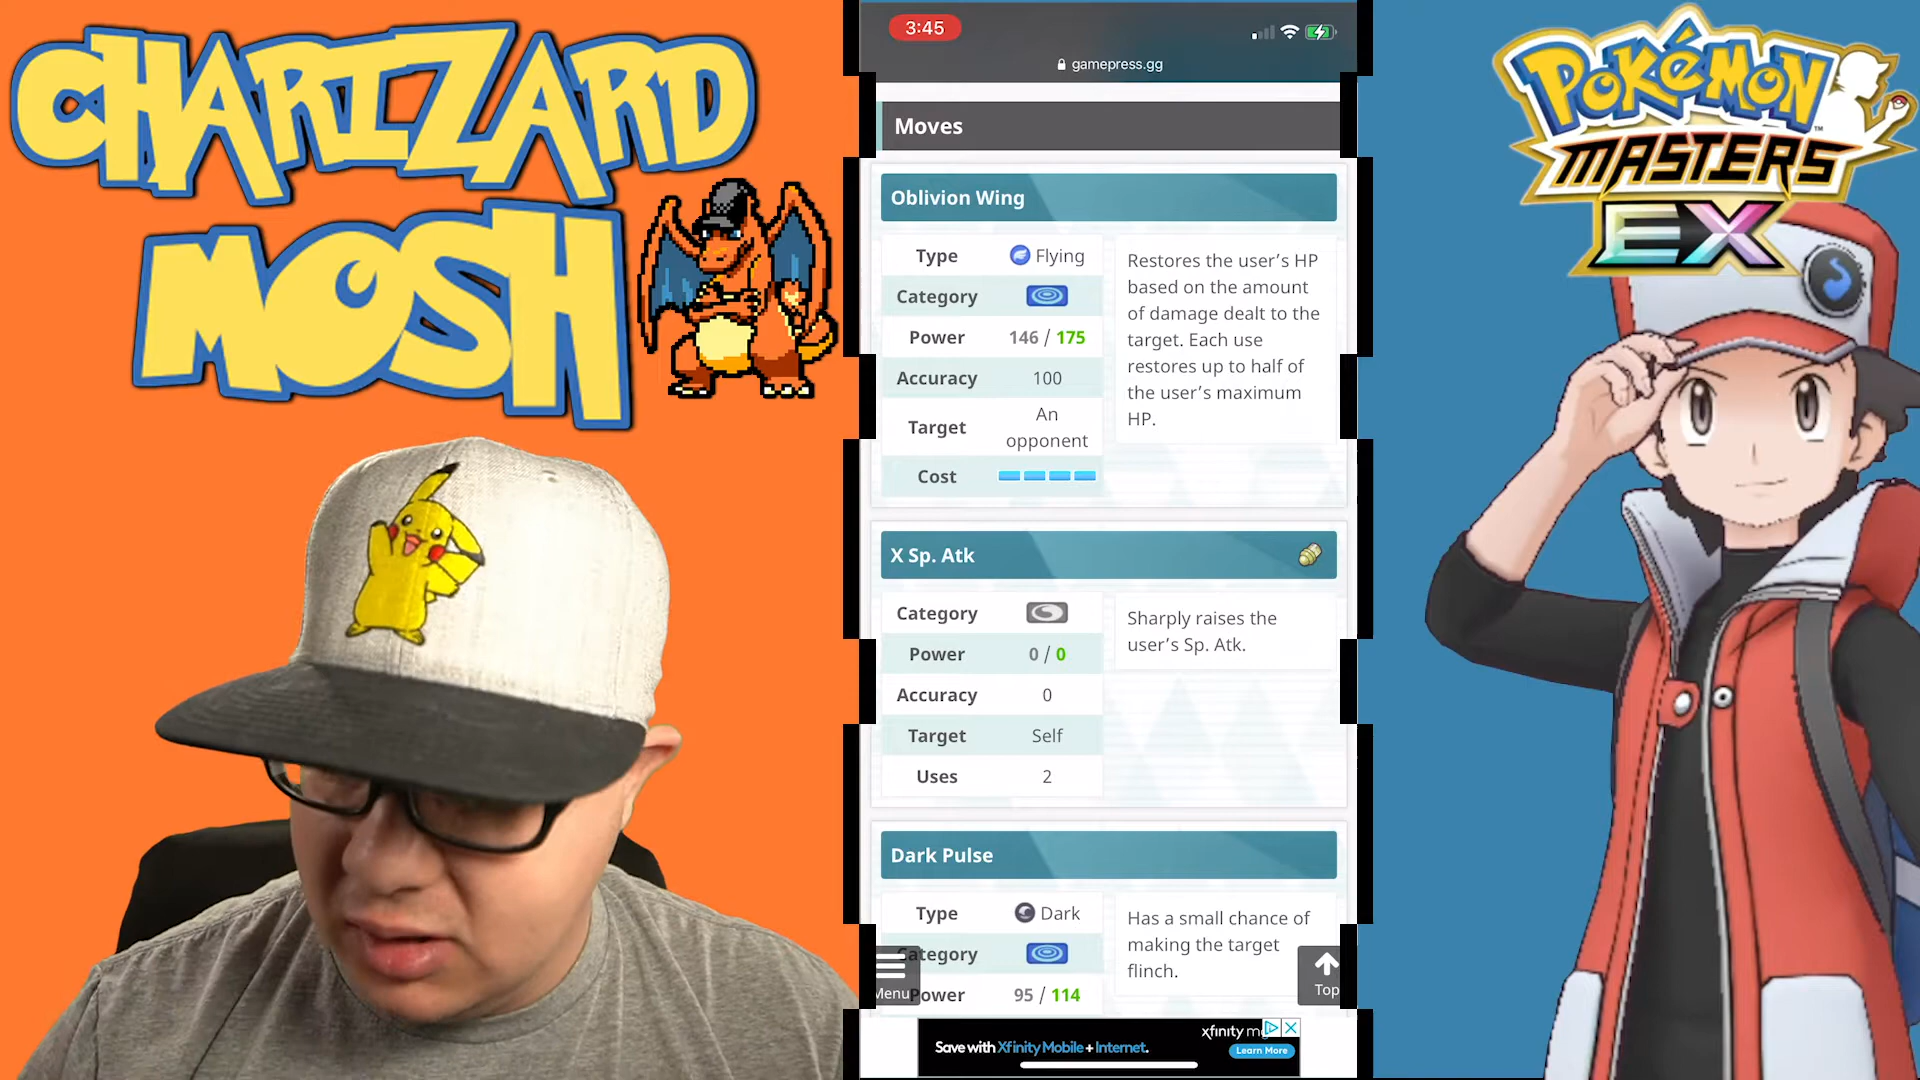 CHARIZARD
MOSH
3:45
gamepress.gg
Moves
Oblivion Wing
Type Flying
Category
Power 146 / 175
Accuracy 100
Target An
opponent
Cost
Restores the user's HP
based on the amount
of damage dealt to the
target. Each use
restores up to half of
the user's maximum
HP.
X Sp. Atk
Category
Power 0 / 0
Accuracy 0
Target Self
Uses 2
Sharply raises the
user's Sp. Atk.
Dark Pulse
Type Dark
Category
Power 95 / 114
Has a small chance of
making the target
flinch.
Menu
Top
Save with Xfinity Mobile + Internet.
xfinity
Learn More
POKéMON
MASTERS
EX